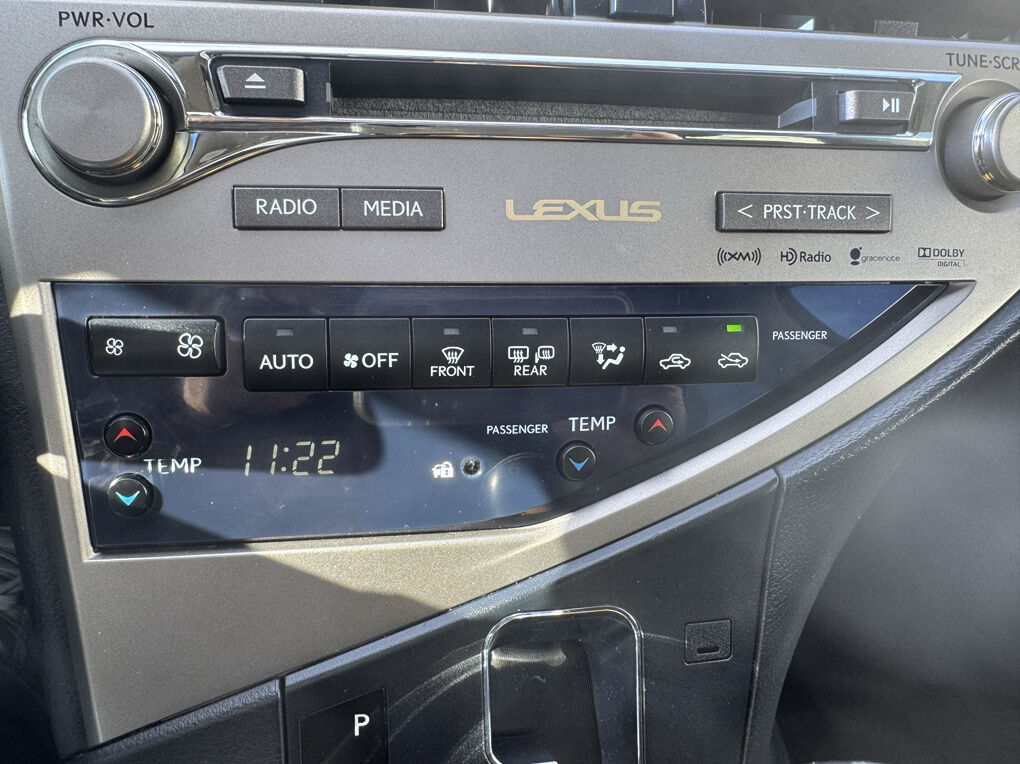 PWR·VOL
TUNE·SCR
RADIO
MEDIA
LEXUS
< PRST·TRACK >
((XM))
HD Radio
gracenote
DOLBY
DIGITAL
AUTO
OFF
FRONT
REAR
PASSENGER
PASSENGER
TEMP
TEMP
11:22
P